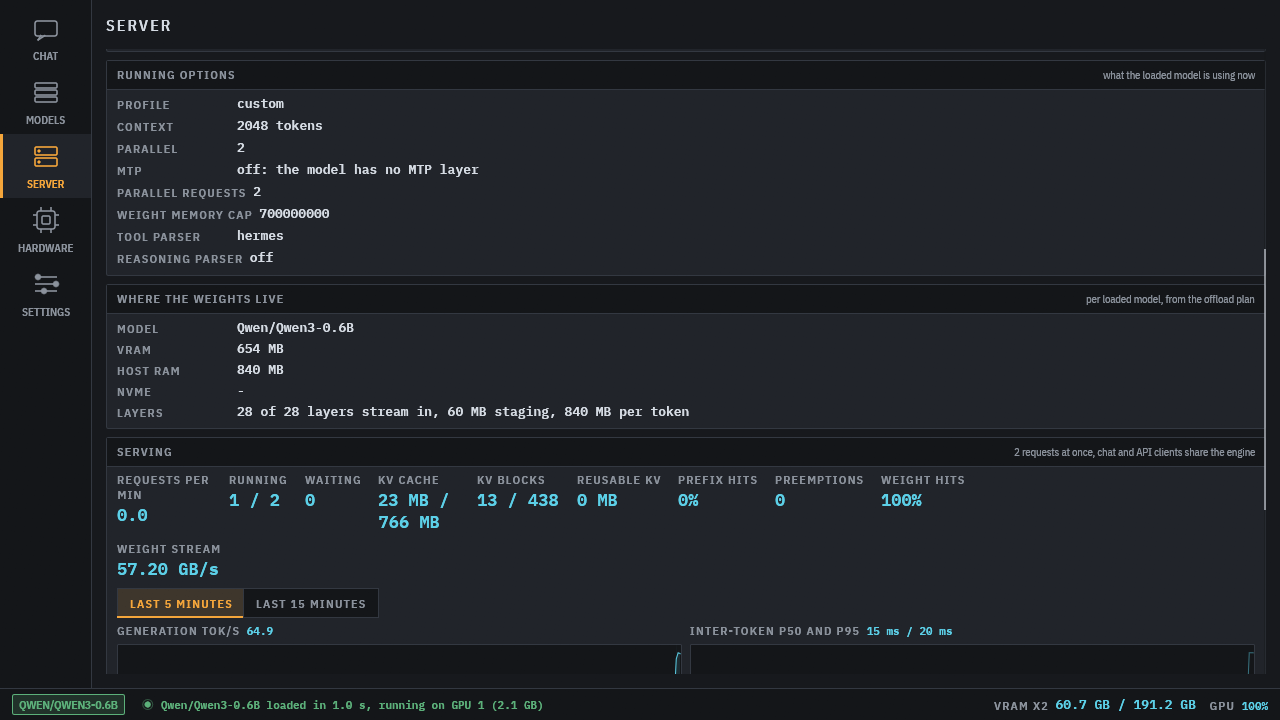 SERVER
CHAT
MODELS
SERVER
HARDWARE
SETTINGS
RUNNING OPTIONS what the loaded model is using now
PROFILE custom
CONTEXT 2048 tokens
PARALLEL 2
MTP off: the model has no MTP layer
PARALLEL REQUESTS 2
WEIGHT MEMORY CAP 700000000
TOOL PARSER hermes
REASONING PARSER off
WHERE THE WEIGHTS LIVE per loaded model, from the offload plan
MODEL Qwen/Qwen3-0.6B
VRAM 654 MB
HOST RAM 840 MB
NVME -
LAYERS 28 of 28 layers stream in, 60 MB staging, 840 MB per token
SERVING 2 requests at once, chat and API clients share the engine
REQUESTS PER MIN 0.0
RUNNING 1 / 2
WAITING 0
KV CACHE 23 MB / 766 MB
KV BLOCKS 13 / 438
REUSABLE KV 0 MB
PREFIX HITS 0%
PREEMPTIONS 0
WEIGHT HITS 100%
WEIGHT STREAM
57.20 GB/s
LAST 5 MINUTES LAST 15 MINUTES
GENERATION TOK/S 64.9 INTER-TOKEN P50 AND P95 15 ms / 20 ms
QWEN/QWEN3-0.6B Qwen/Qwen3-0.6B loaded in 1.0 s, running on GPU 1 (2.1 GB) VRAM X2 60.7 GB / 191.2 GB GPU 100%